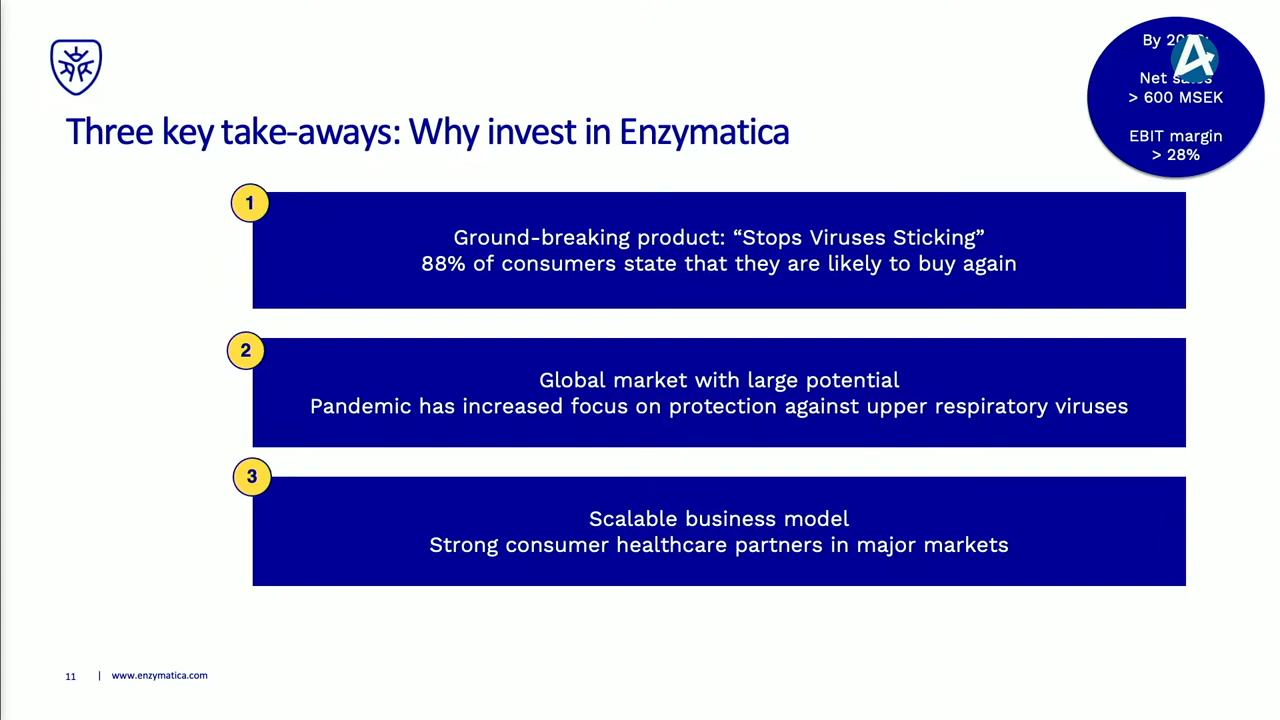 By
Net
> 600 MSEK
EBIT margin
> 28%
Three key take-aways: Why invest in Enzymatica
1
Ground-breaking product: “Stops Viruses Sticking”
88% of consumers state that they are likely to buy again
2
Global market with large potential
Pandemic has increased focus on protection against upper respiratory viruses
3
Scalable business model
Strong consumer healthcare partners in major markets
11 | www.enzymatica.com